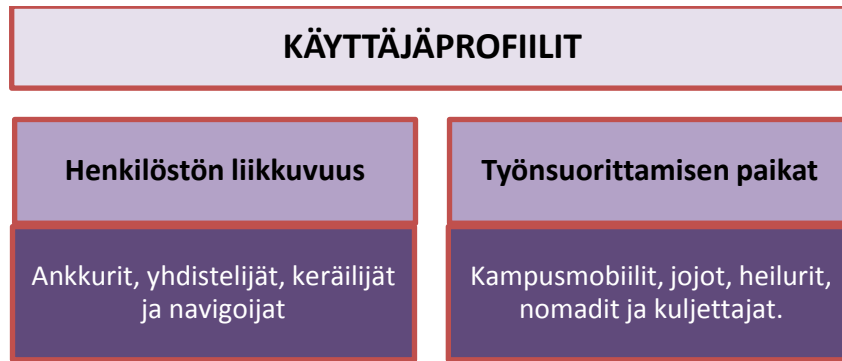 KÄYTTÄJÄPROFIILIT
Henkilöstön liikkuvuus
Ankkurit, yhdistelijät, keräilijät
ja navigoijat
Työnsuorittamisen paikat
Kampusmobiilit, jojot, heilurit,
nomadit ja kuljettajat.